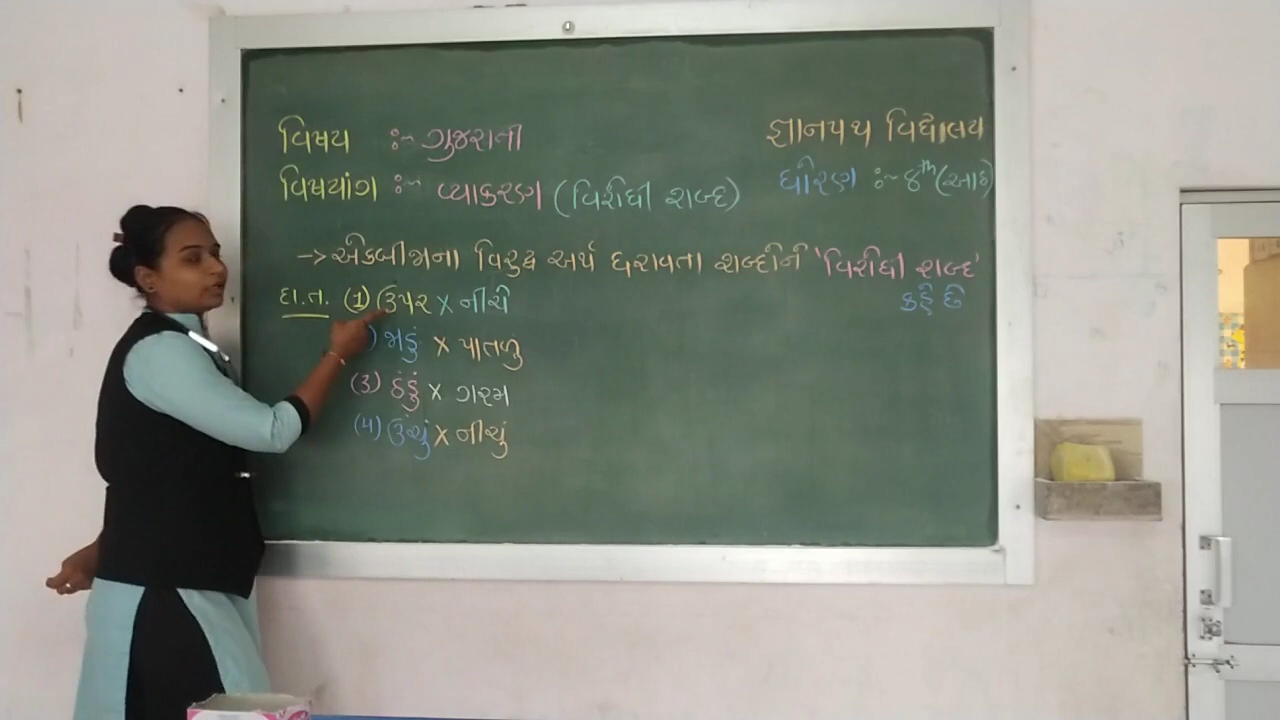 વિષય :- ગુજરાતી
જ્ઞાનપથ વિદ્યાલય
વિષયાંગ :- વ્યાકરણ (વિરોધી શબ્દ)
ધોરણ :- ૮th (આઠ)
-> એકબીજાના વિરુદ્ધ અર્થ ધરાવતા શબ્દોને 'વિરોધી શબ્દ'
કહે છે
દા.ત. (1) ઉપર X નીચે
) જાડું X પાતળુ
(3) ઠંડું X ગરમ
(4) ઉંચું X નીચું